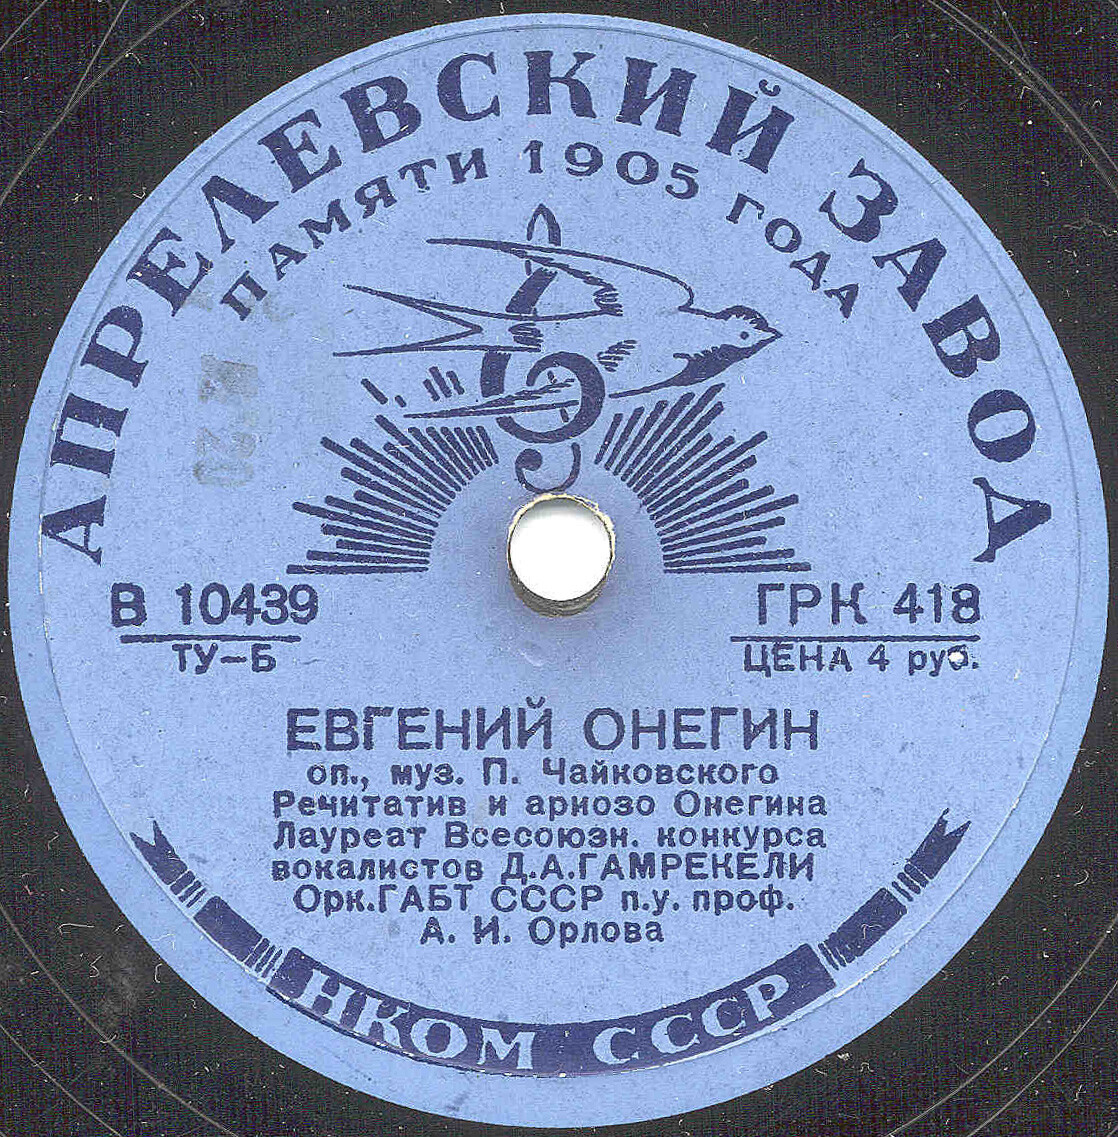 АПРЕЛЕВСКИЙ ЗАВОД
ПАМЯТИ 1905 ГОДА
В 10439
ТУ–Б
ГРК 418
ЦЕНА 4 руб.
ЕВГЕНИЙ ОНЕГИН
оп., муз. П. Чайковского
Речитатив и ариозо Онегина
Лауреат Всесоюзн. конкурса
вокалистов Д.А.ГАМРЕКЕЛИ
Орк.ГАБТ СССР п.у. проф.
А. И. Орлова
НКОМ СССР